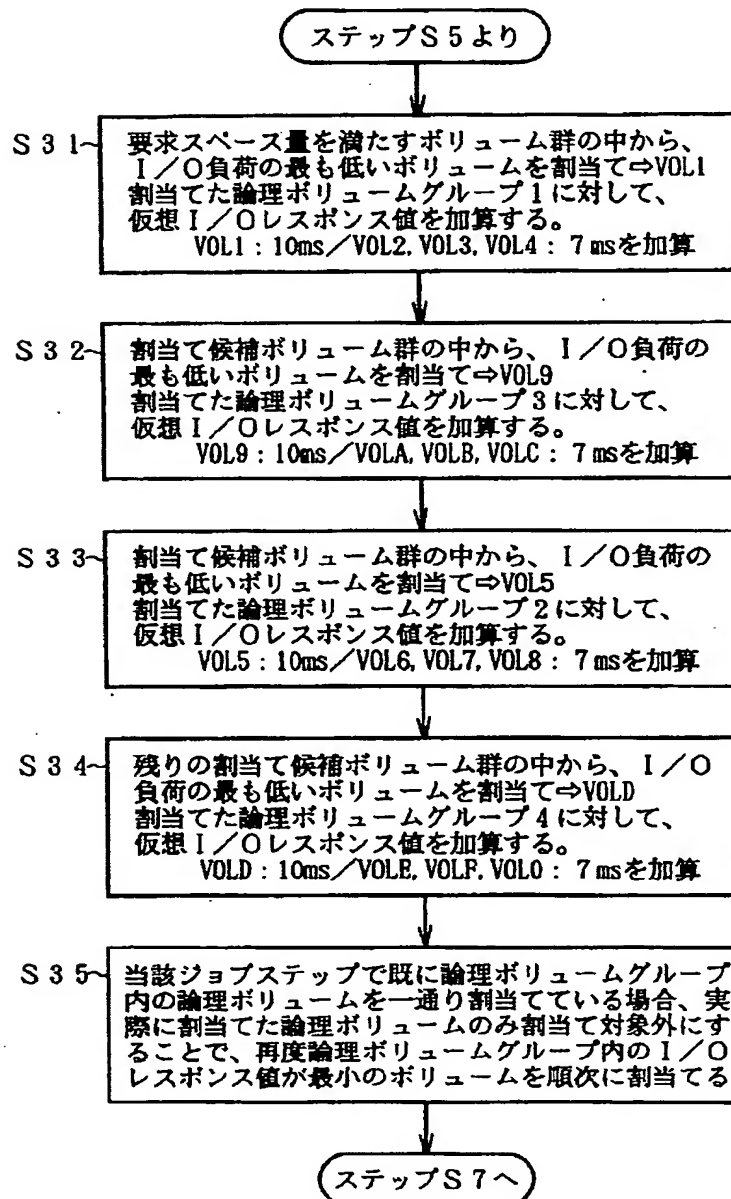 ステップS5より
S31 要求スペース量を満たすボリューム群の中から、
I/O負荷の最も低いボリュームを割当て⇨VOL1
割当てた論理ボリュームグループ1に対して、
仮想I/Oレスポンス値を加算する。
VOL1：10ms／VOL2,VOL3,VOL4：7msを加算
S32 割当て候補ボリューム群の中から、I/O負荷の
最も低いボリュームを割当て⇨VOL9
割当てた論理ボリュームグループ3に対して、
仮想I/Oレスポンス値を加算する。
VOL9：10ms／VOLA,VOLB,VOLC：7msを加算
S33 割当て候補ボリューム群の中から、I/O負荷の
最も低いボリュームを割当て⇨VOL5
割当てた論理ボリュームグループ2に対して、
仮想I/Oレスポンス値を加算する。
VOL5：10ms／VOL6,VOL7,VOL8：7msを加算
S34 残りの割当て候補ボリューム群の中から、I/O
負荷の最も低いボリュームを割当て⇨VOLD
割当てた論理ボリュームグループ4に対して、
仮想I/Oレスポンス値を加算する。
VOLD：10ms／VOLE,VOLF,VOL0：7msを加算
S35 当該ジョブステップで既に論理ボリュームグループ
内の論理ボリュームを一通り割当てている場合、実
際に割当てた論理ボリュームのみ割当て対象外にす
ることで、再度論理ボリュームグループ内のI/O
レスポンス値が最小のボリュームを順次に割当てる
ステップS7へ